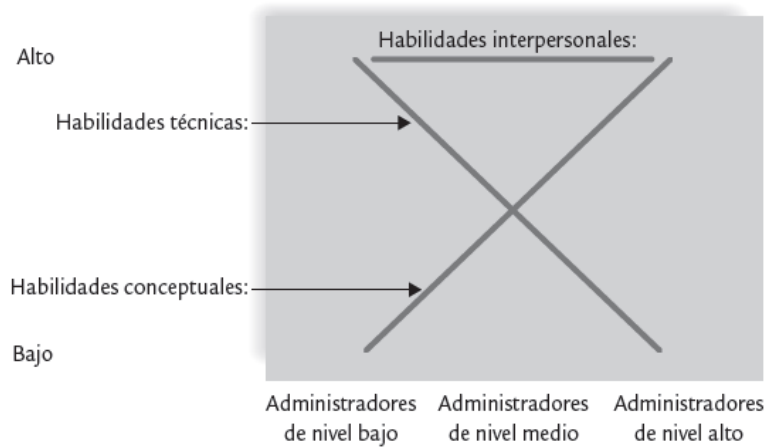 Habilidades interpersonales:
Alto
Habilidades técnicas:
Habilidades conceptuales:
Bajo
Administradores
de nivel bajo
Administradores
de nivel medio
Administradores
de nivel alto